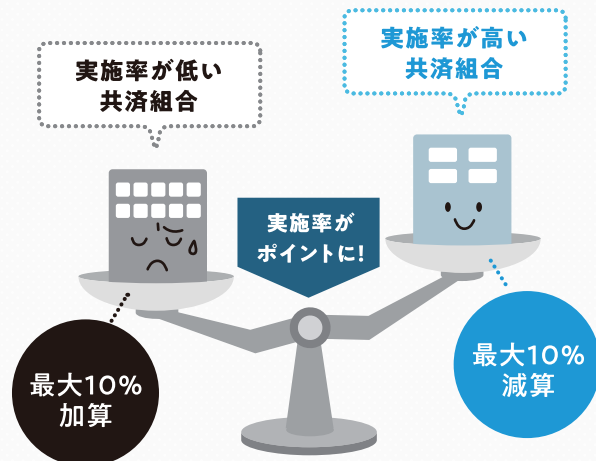 実施率が低い
共済組合
実施率が高い
共済組合
実施率が
ポイントに!
最大10%
加算
最大10%
減算